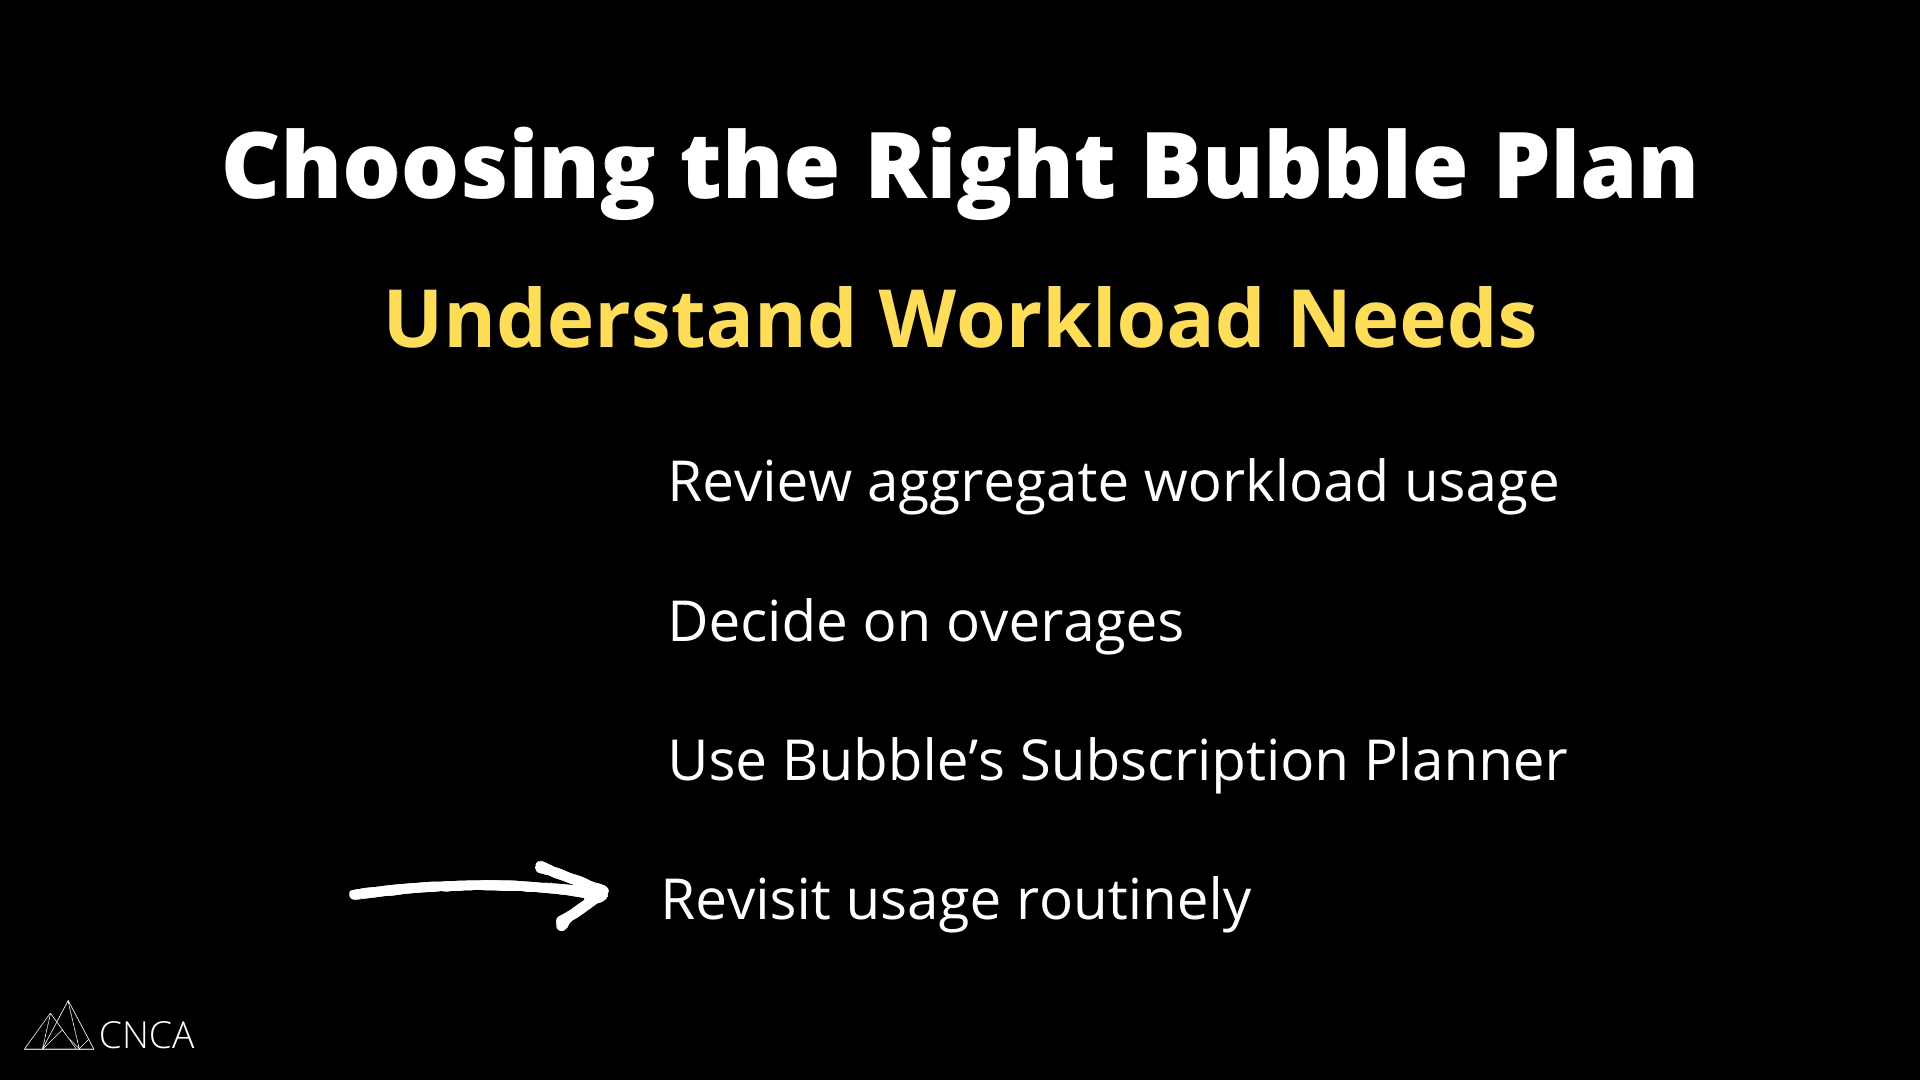 Choosing the Right Bubble Plan
Understand Workload Needs
Review aggregate workload usage
Decide on overages
Use Bubble’s Subscription Planner
Revisit usage routinely
CNCA